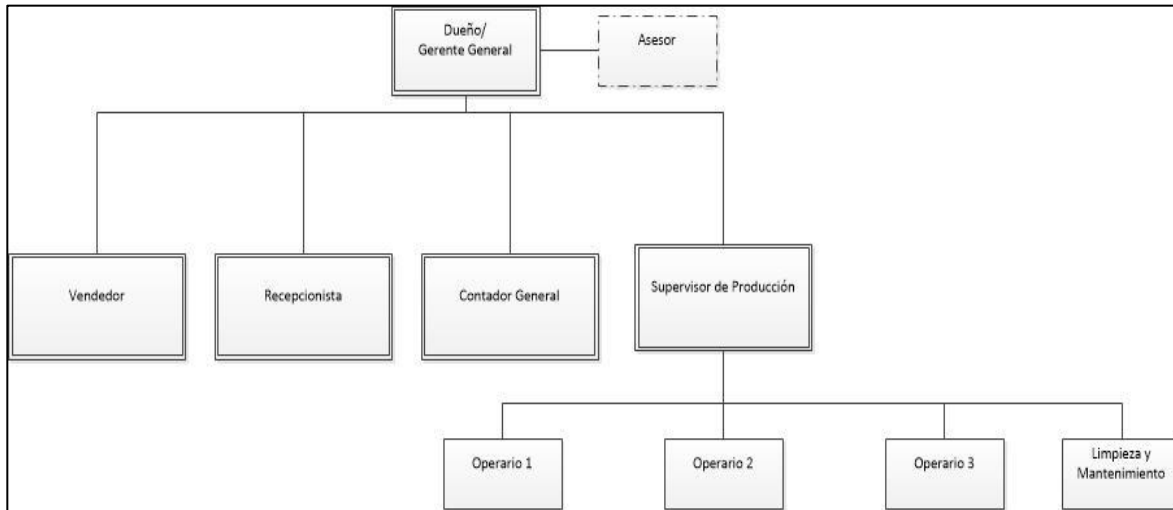 Dueño/
Gerente General
Asesor
Vendedor
Recepcionista
Contador General
Supervisor de Producción
Operario 1
Operario 2
Operario 3
Limpieza y
Mantenimiento